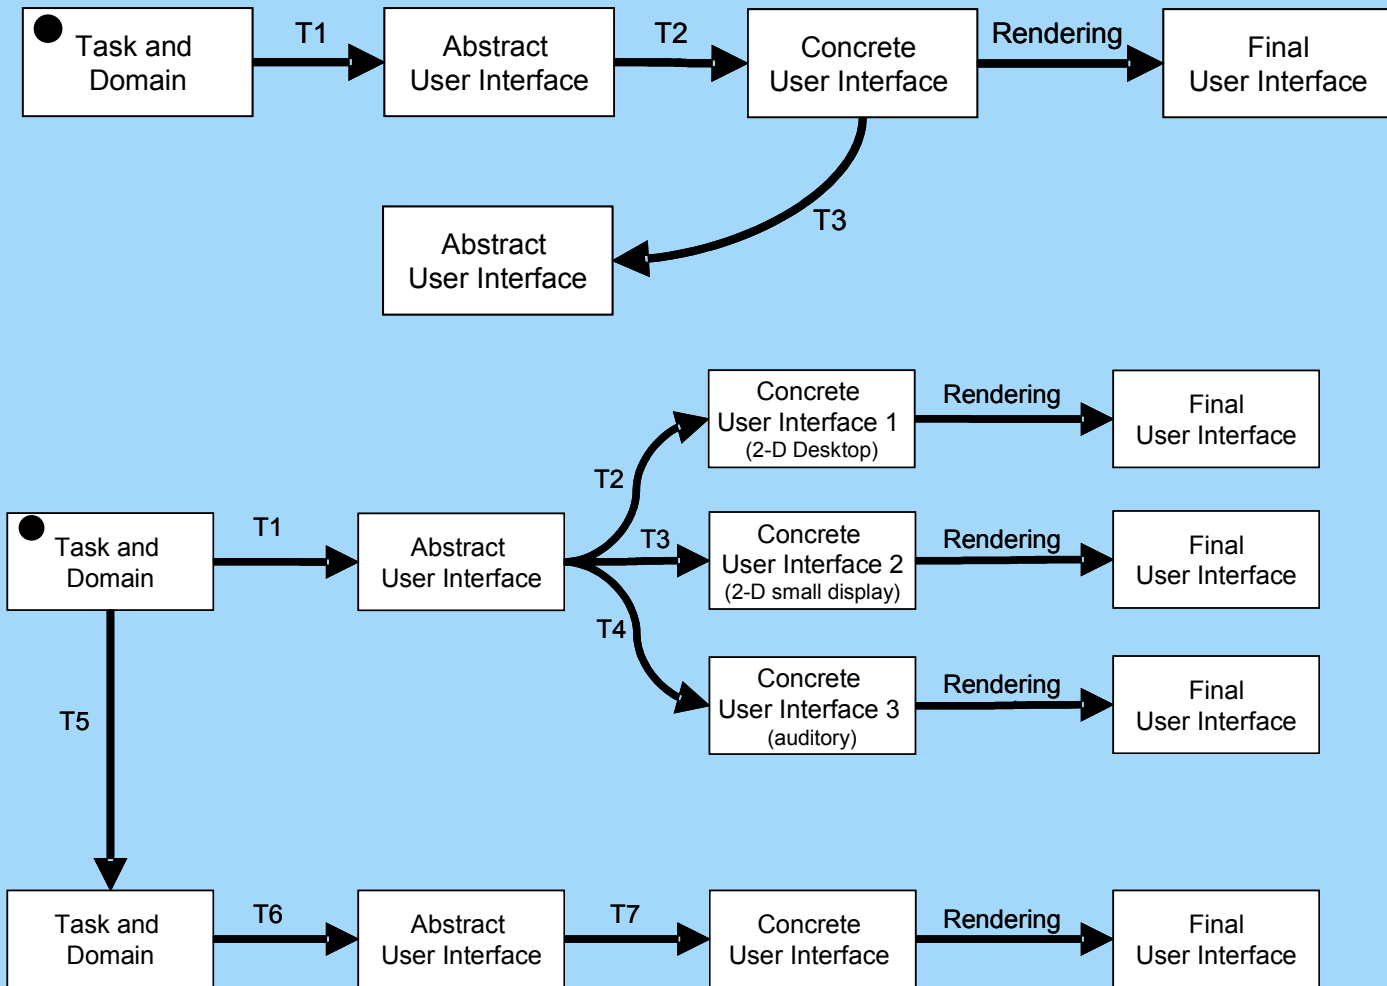 Task and
Domain
T1
Abstract
User Interface
T2
Concrete
User Interface
Rendering
Final
User Interface
T3
Abstract
User Interface
Task and
Domain
T1
Abstract
User Interface
T2
Concrete
User Interface 1
(2-D Desktop)
Rendering
Final
User Interface
T3
Concrete
User Interface 2
(2-D small display)
Rendering
Final
User Interface
T4
Concrete
User Interface 3
(auditory)
Rendering
Final
User Interface
T5
Task and
Domain
T6
Abstract
User Interface
T7
Concrete
User Interface
Rendering
Final
User Interface